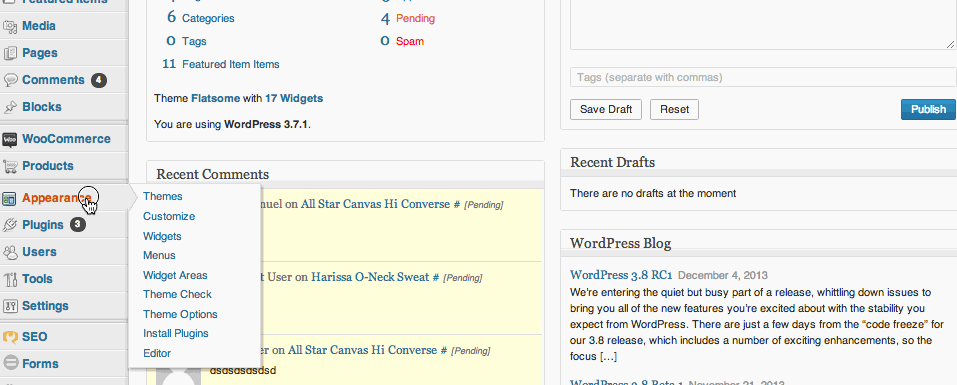 Media
Pages
Comments 4
Blocks
WooCommerce
Products
Appearance
Plugins 3
Users
Tools
Settings
SEO
Forms
Themes
Customize
Widgets
Menus
Widget Areas
Theme Check
Theme Options
Install Plugins
Editor
6 Categories
4 Pending
0 Tags
0 Spam
11 Featured Item Items
Theme Flatsome with 17 Widgets
You are using WordPress 3.7.1.
Recent Comments
nuel on All Star Canvas Hi Converse # [Pending]
t User on Harissa O-Neck Sweat # [Pending]
er on All Star Canvas Hi Converse # [Pending]
dsdsdsdsdsd
Tags (separate with commas)
Save Draft
Reset
Publish
Recent Drafts
There are no drafts at the moment
WordPress Blog
WordPress 3.8 RC1 December 4, 2013
We're entering the quiet but busy part of a release, whittling down issues to
bring you all of the new features you're excited about with the stability you
expect from WordPress. There are just a few days from the “code freeze” for
our 3.8 release, which includes a number of exciting enhancements, so the
focus […]